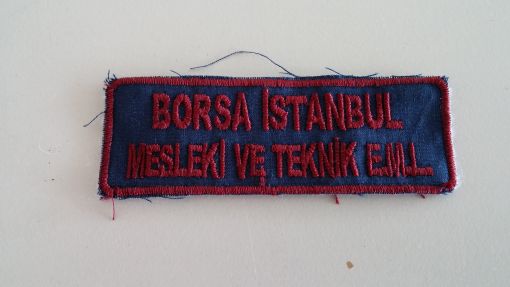 BORSA İSTANBUL
MESLEKİ VE TEKNİK E.M.L.